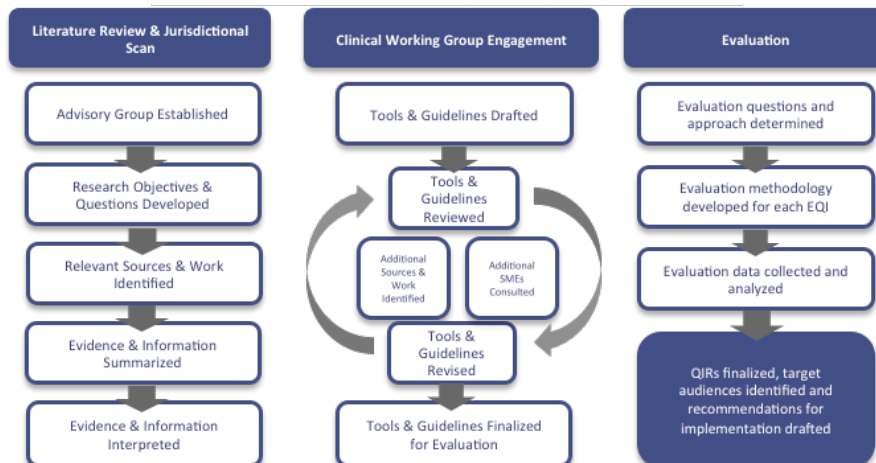 Literature Review & Jurisdictional
Scan
Advisory Group Established
Research Objectives &
Questions Developed
Relevant Sources & Work
Identified
Evidence & Information
Summarized
Evidence & Information
Interpreted
Clinical Working Group Engagement
Tools & Guidelines Drafted
Tools &
Guidelines
Reviewed
Additional
Sources &
Work
Identified
Additional
SMEs
Consulted
Tools &
Guidelines
Revised
Tools & Guidelines Finalized
for Evaluation
Evaluation
Evaluation questions and
approach determined
Evaluation methodology
developed for each EQI
Evaluation data collected and
analyzed
QIRs finalized, target
audiences identified and
recommendations for
implementation drafted